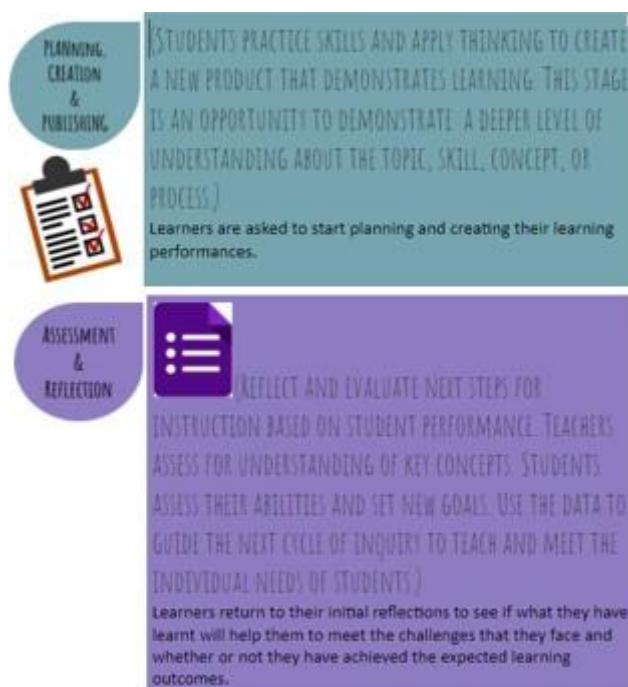 PLANNING,
CREATION
&
PUBLISHING
(STUDENTS PRACTICE SKILLS AND APPLY THINKING TO CREATE
A NEW PRODUCT THAT DEMONSTRATES LEARNING. THIS STAGE
IS AN OPPORTUNITY TO DEMONSTRATE A DEEPER LEVEL OF
UNDERSTANDING ABOUT THE TOPIC, SKILL, CONCEPT, OR
PROCESS.)
Learners are asked to start planning and creating their learning
performances.
ASSESSMENT
&
REFLECTION
(REFLECT AND EVALUATE NEXT STEPS FOR
INSTRUCTION BASED ON STUDENT PERFORMANCE. TEACHERS
ASSESS FOR UNDERSTANDING OF KEY CONCEPTS. STUDENTS
ASSESS THEIR ABILITIES AND SET NEW GOALS. USE THE DATA TO
GUIDE THE NEXT CYCLE OF INQUIRY TO TEACH AND MEET THE
INDIVIDUAL NEEDS OF STUDENTS.)
Learners return to their initial reflections to see if what they have
learnt will help them to meet the challenges that they face and
whether or not they have achieved the expected learning
outcomes.